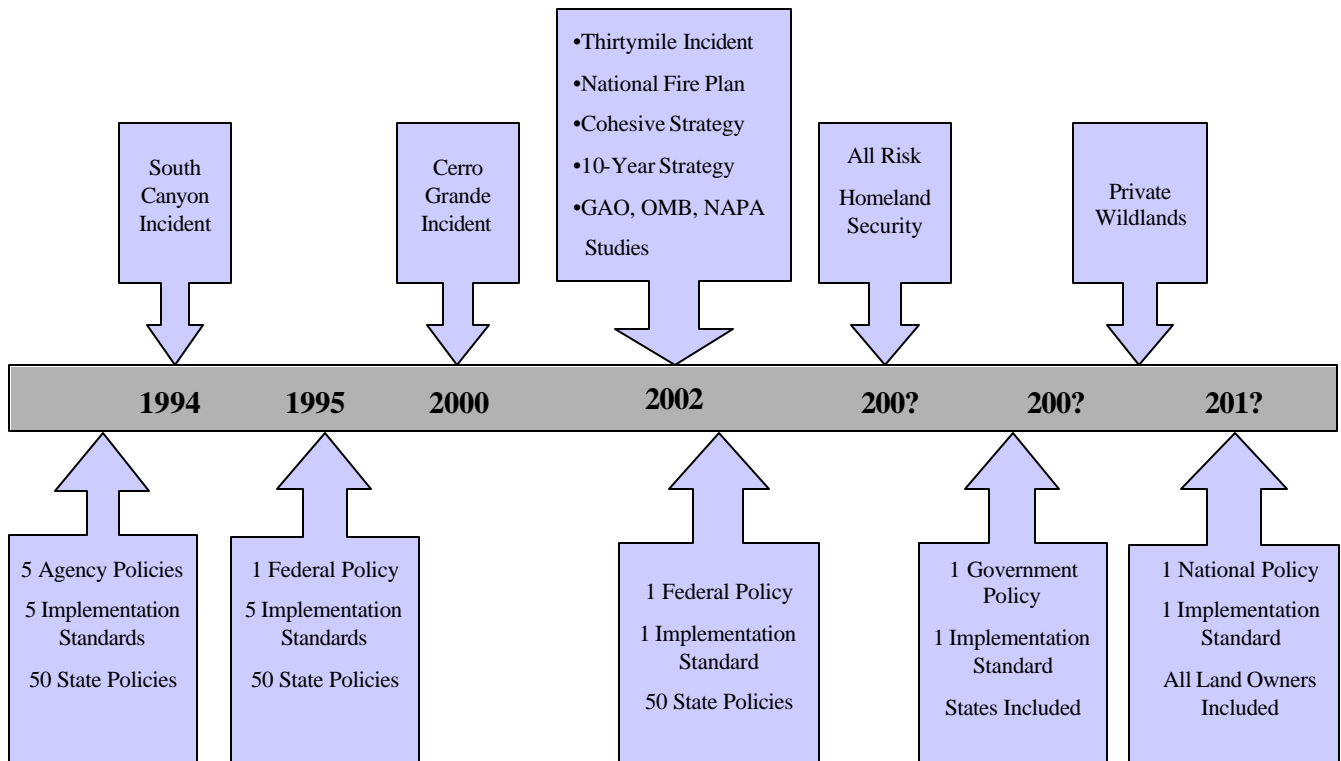 South
Canyon
Incident
Cerro
Grande
Incident
•Thirtymile Incident
•National Fire Plan
•Cohesive Strategy
•10-Year Strategy
•GAO, OMB, NAPA
Studies
All Risk
Homeland
Security
Private
Wildlands
1994 1995 2000 2002 200? 200? 201?
5 Agency Policies
5 Implementation
Standards
50 State Policies
1 Federal Policy
5 Implementation
Standards
50 State Policies
1 Federal Policy
1 Implementation
Standard
50 State Policies
1 Government
Policy
1 Implementation
Standard
States Included
1 National Policy
1 Implementation
Standard
All Land Owners
Included